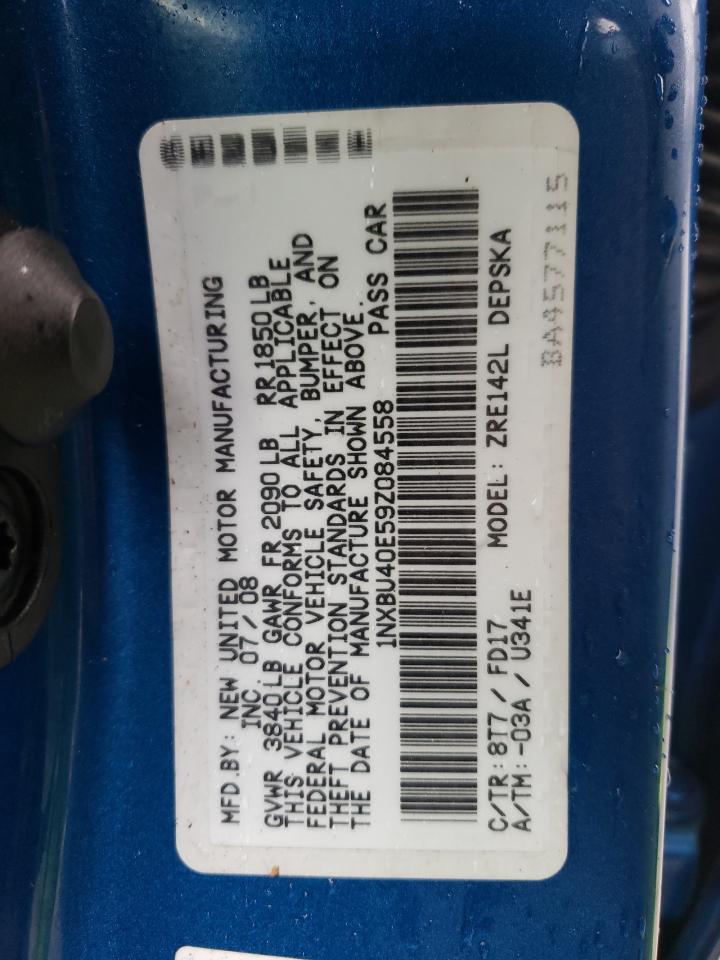 MFD.BY: NEW UNITED MOTOR MANUFACTURING
INC. 07/08
GVWR 3840LB GAWR FR 2090LB RR 1850LB
THIS VEHICLE CONFORMS TO ALL APPLICABLE
FEDERAL MOTOR VEHICLE SAFETY, BUMPER, AND
THEFT PREVENTION STANDARDS IN EFFECT ON
THE DATE OF MANUFACTURE SHOWN ABOVE.
1NXBU40E59Z084558 PASS CAR
C/TR: 8T7 / FD17 MODEL: ZRE142L DEPSKA
A/TM: -03A / U341E
BA4577115